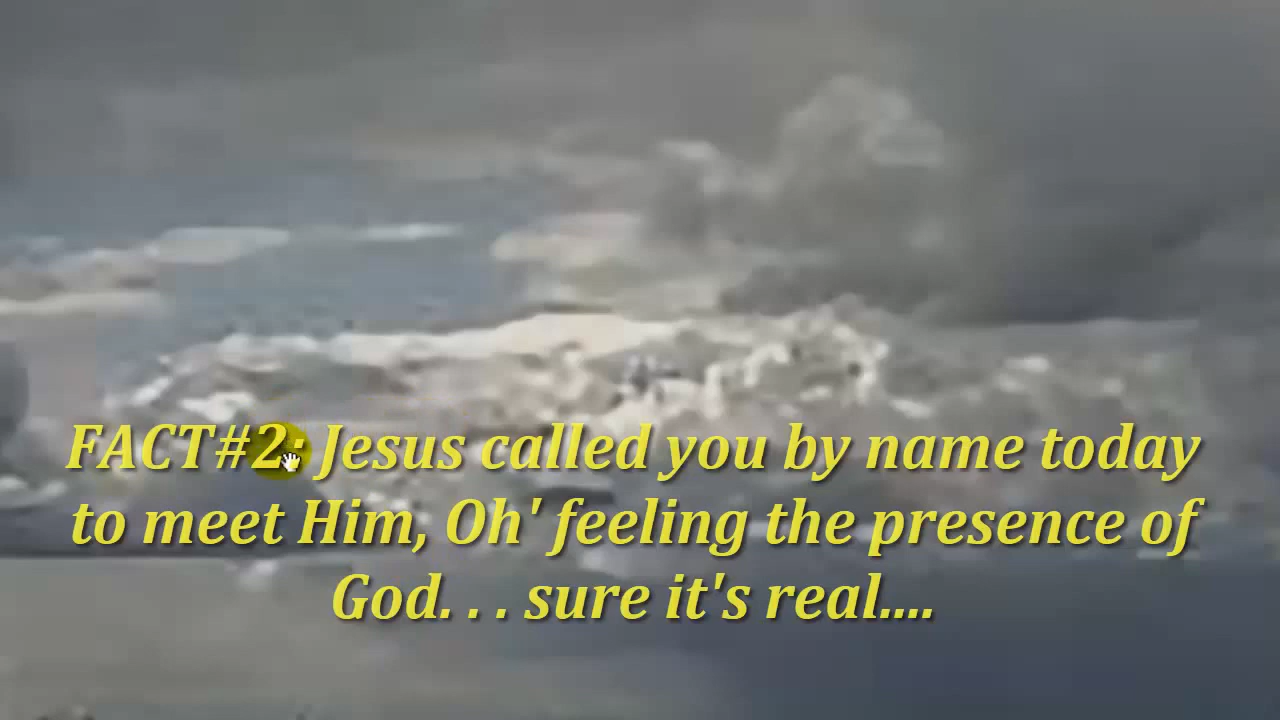 FACT#2: Jesus called you by name today
to meet Him, Oh' feeling the presence of
God. . . sure it's real....